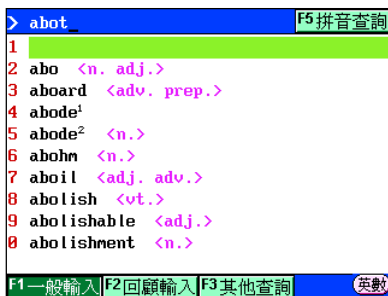 > abot_ F5拼音查詢
1
2 abo <n. adj.>
3 aboard <adv. prep.>
4 abode¹
5 abode² <n.>
6 abohm <n.>
7 aboil <adj. adv.>
8 abolish <vt.>
9 abolishable <adj.>
0 abolishment <n.>
F1一般輸入 F2回顧輸入 F3其他查詢 英數